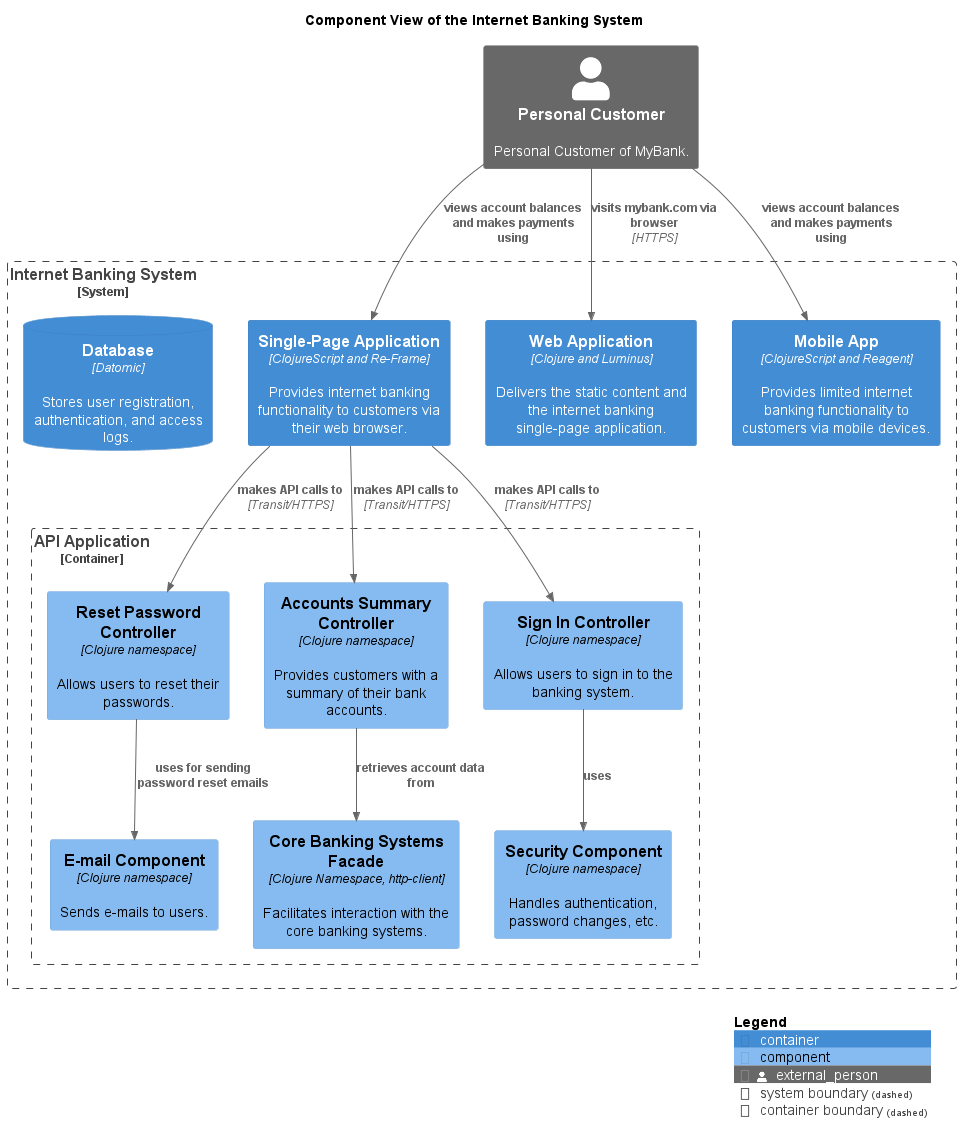 Component View of the Internet Banking System
Personal Customer
Personal Customer of MyBank.
views account balances
and makes payments
using
visits mybank.com via
browser
[HTTPS]
views account balances
and makes payments
using
Internet Banking System
[System]
Database
[Datomic]
Stores user registration,
authentication, and access
logs.
Single-Page Application
[ClojureScript and Re-Frame]
Provides internet banking
functionality to customers via
their web browser.
Web Application
[Clojure and Luminus]
Delivers the static content and
the internet banking
single-page application.
Mobile App
[ClojureScript and Reagent]
Provides limited internet
banking functionality to
customers via mobile devices.
makes API calls to
[Transit/HTTPS]
makes API calls to
[Transit/HTTPS]
makes API calls to
[Transit/HTTPS]
API Application
[Container]
Reset Password
Controller
[Clojure namespace]
Allows users to reset their
passwords.
Accounts Summary
Controller
[Clojure namespace]
Provides customers with a
summary of their bank
accounts.
Sign In Controller
[Clojure namespace]
Allows users to sign in to the
banking system.
uses for sending
password reset emails
retrieves account data
from
uses
E-mail Component
[Clojure namespace]
Sends e-mails to users.
Core Banking Systems
Facade
[Clojure Namespace, http-client]
Facilitates interaction with the
core banking systems.
Security Component
[Clojure namespace]
Handles authentication,
password changes, etc.
Legend
container
component
external_person
system boundary (dashed)
container boundary (dashed)